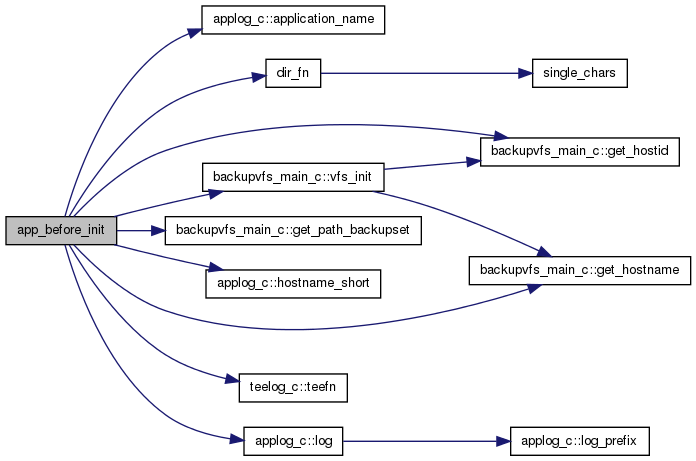 applog_c::application_name
dir_fn
single_chars
backupvfs_main_c::get_hostid
backupvfs_main_c::vfs_init
app_before_init
backupvfs_main_c::get_path_backupset
backupvfs_main_c::get_hostname
applog_c::hostname_short
teelog_c::teefn
applog_c::log
applog_c::log_prefix